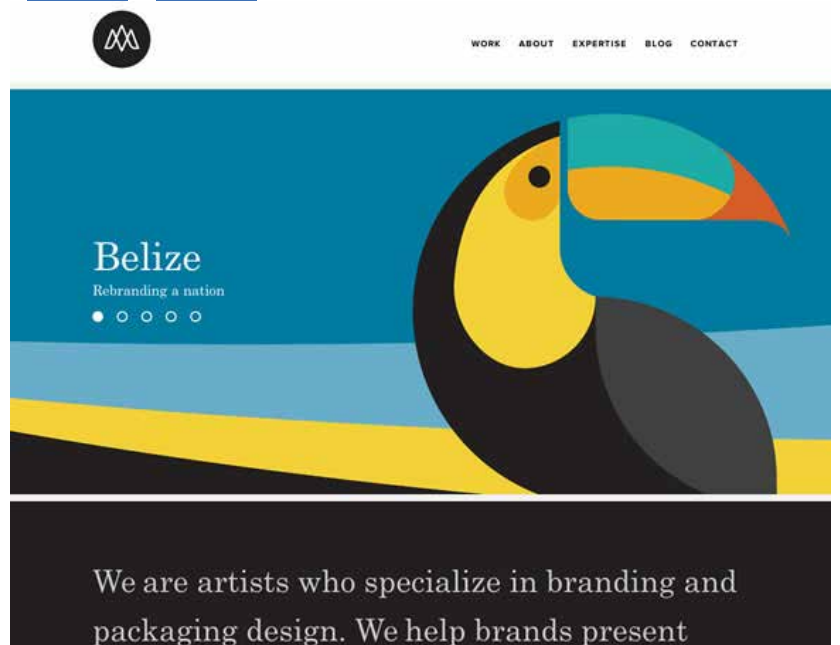 WORK ABOUT EXPERTISE BLOG CONTACT
Belize
Rebranding a nation
We are artists who specialize in branding and
packaging design. We help brands present